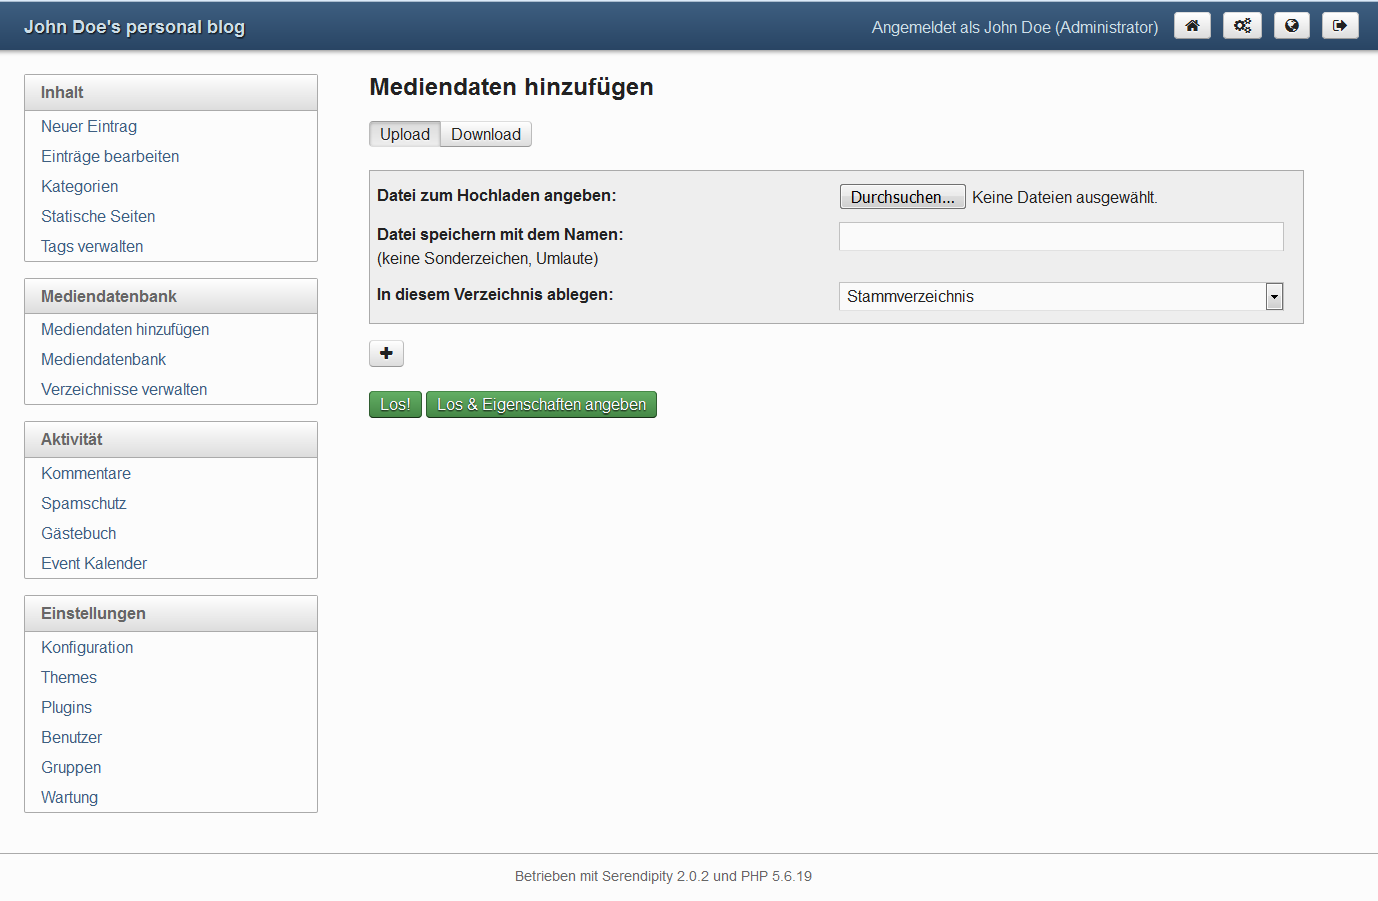 John Doe's personal blog
Angemeldet als John Doe (Administrator)
Inhalt
Neuer Eintrag
Einträge bearbeiten
Kategorien
Statische Seiten
Tags verwalten
Mediendatenbank
Mediendaten hinzufügen
Mediendatenbank
Verzeichnisse verwalten
Aktivität
Kommentare
Spamschutz
Gästebuch
Event Kalender
Einstellungen
Konfiguration
Themes
Plugins
Benutzer
Gruppen
Wartung
Mediendaten hinzufügen
Upload Download
Datei zum Hochladen angeben: Durchsuchen... Keine Dateien ausgewählt.
Datei speichern mit dem Namen:
(keine Sonderzeichen, Umlaute)
In diesem Verzeichnis ablegen: Stammverzeichnis
Los! Los & Eigenschaften angeben
Betrieben mit Serendipity 2.0.2 und PHP 5.6.19